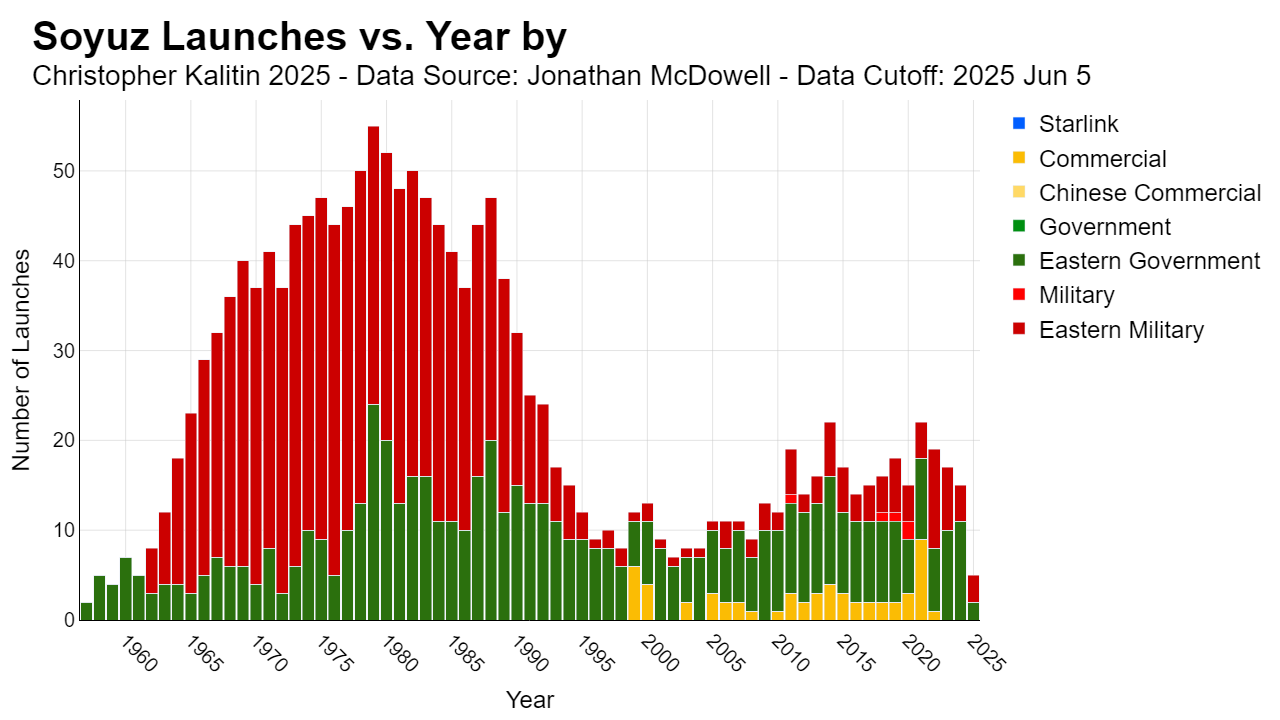 Soyuz Launches vs. Year by
Christopher Kalitin 2025 - Data Source: Jonathan McDowell - Data Cutoff: 2025 Jun 5
Starlink
Commercial
Chinese Commercial
Government
Eastern Government
Military
Eastern Military
Number of Launches
50
40
30
20
10
0
1960
1965
1970
1975
1980
1985
1990
1995
2000
2005
2010
2015
2020
2025
Year